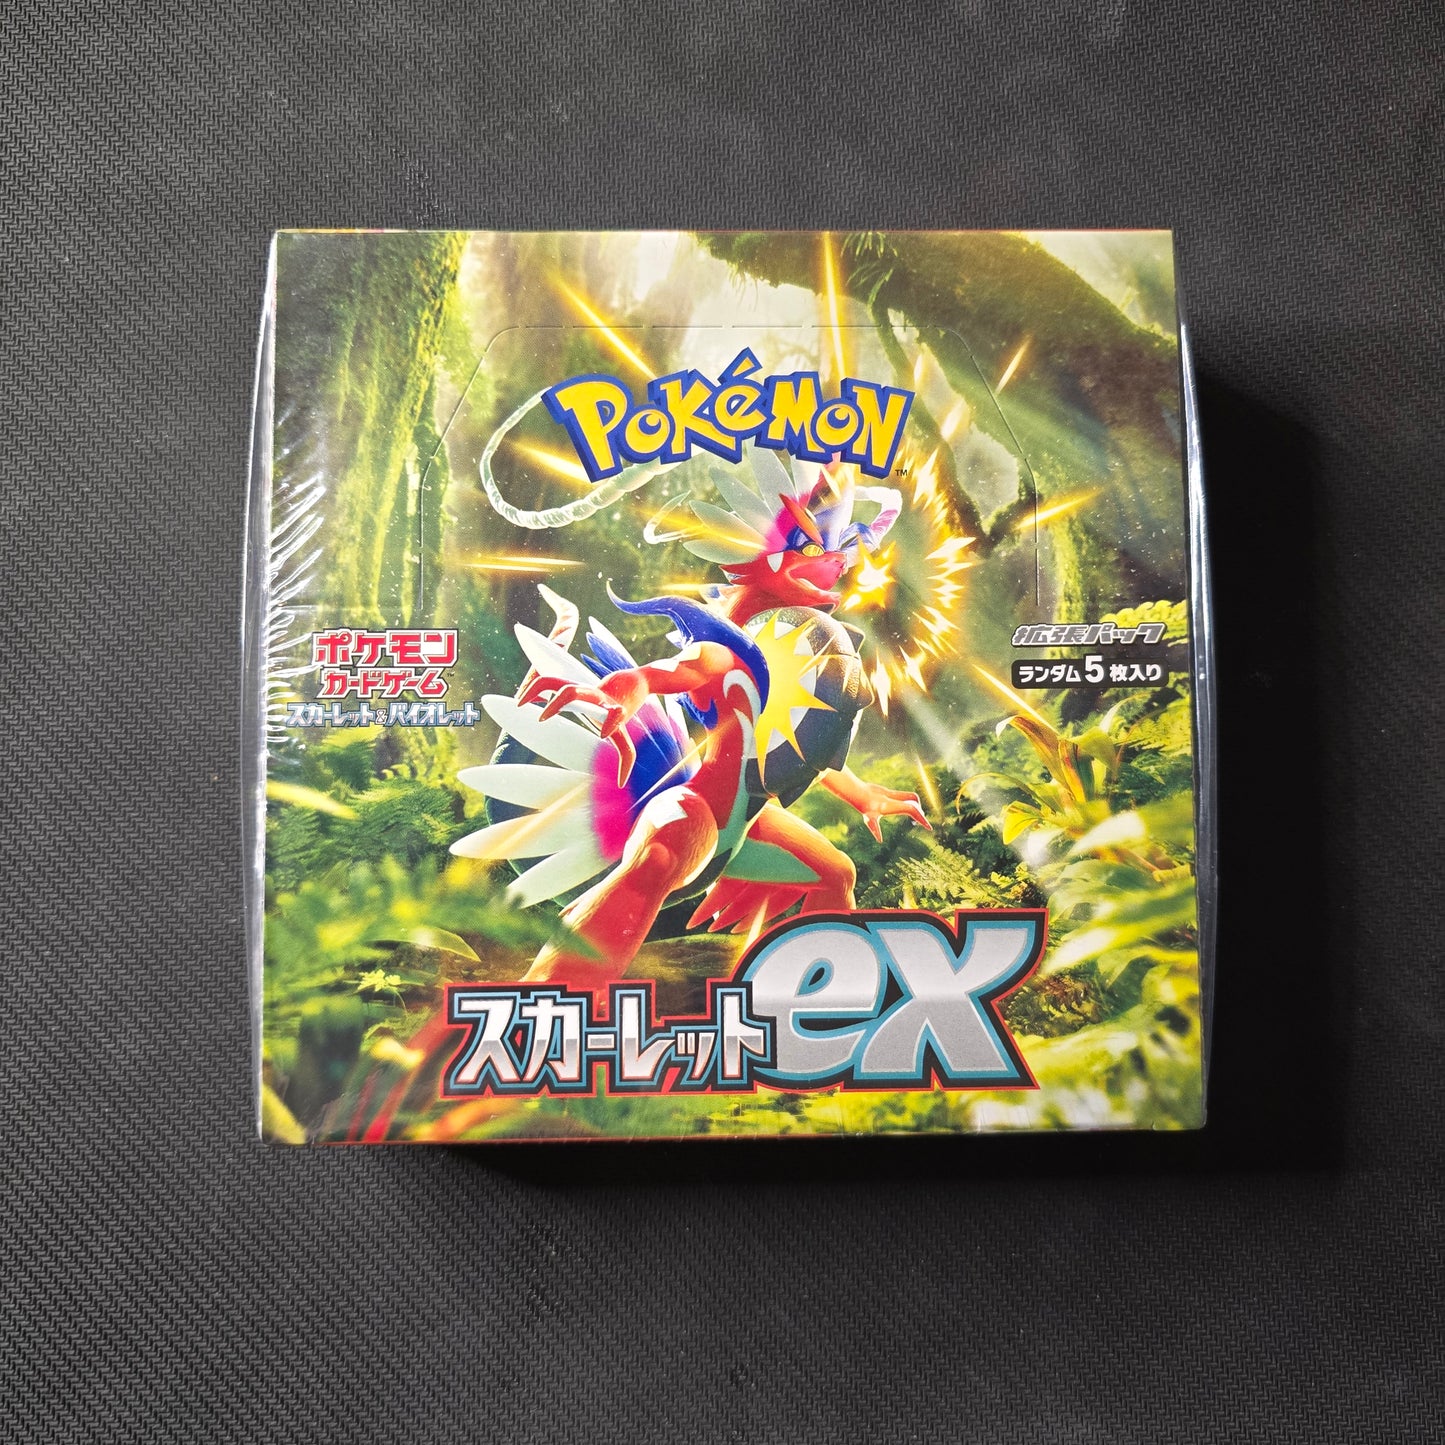 POKéMON
TM
ポケモン
カードゲーム
スカーレット&バイオレット
拡張パック
ランダム5枚入り
スカーレットex